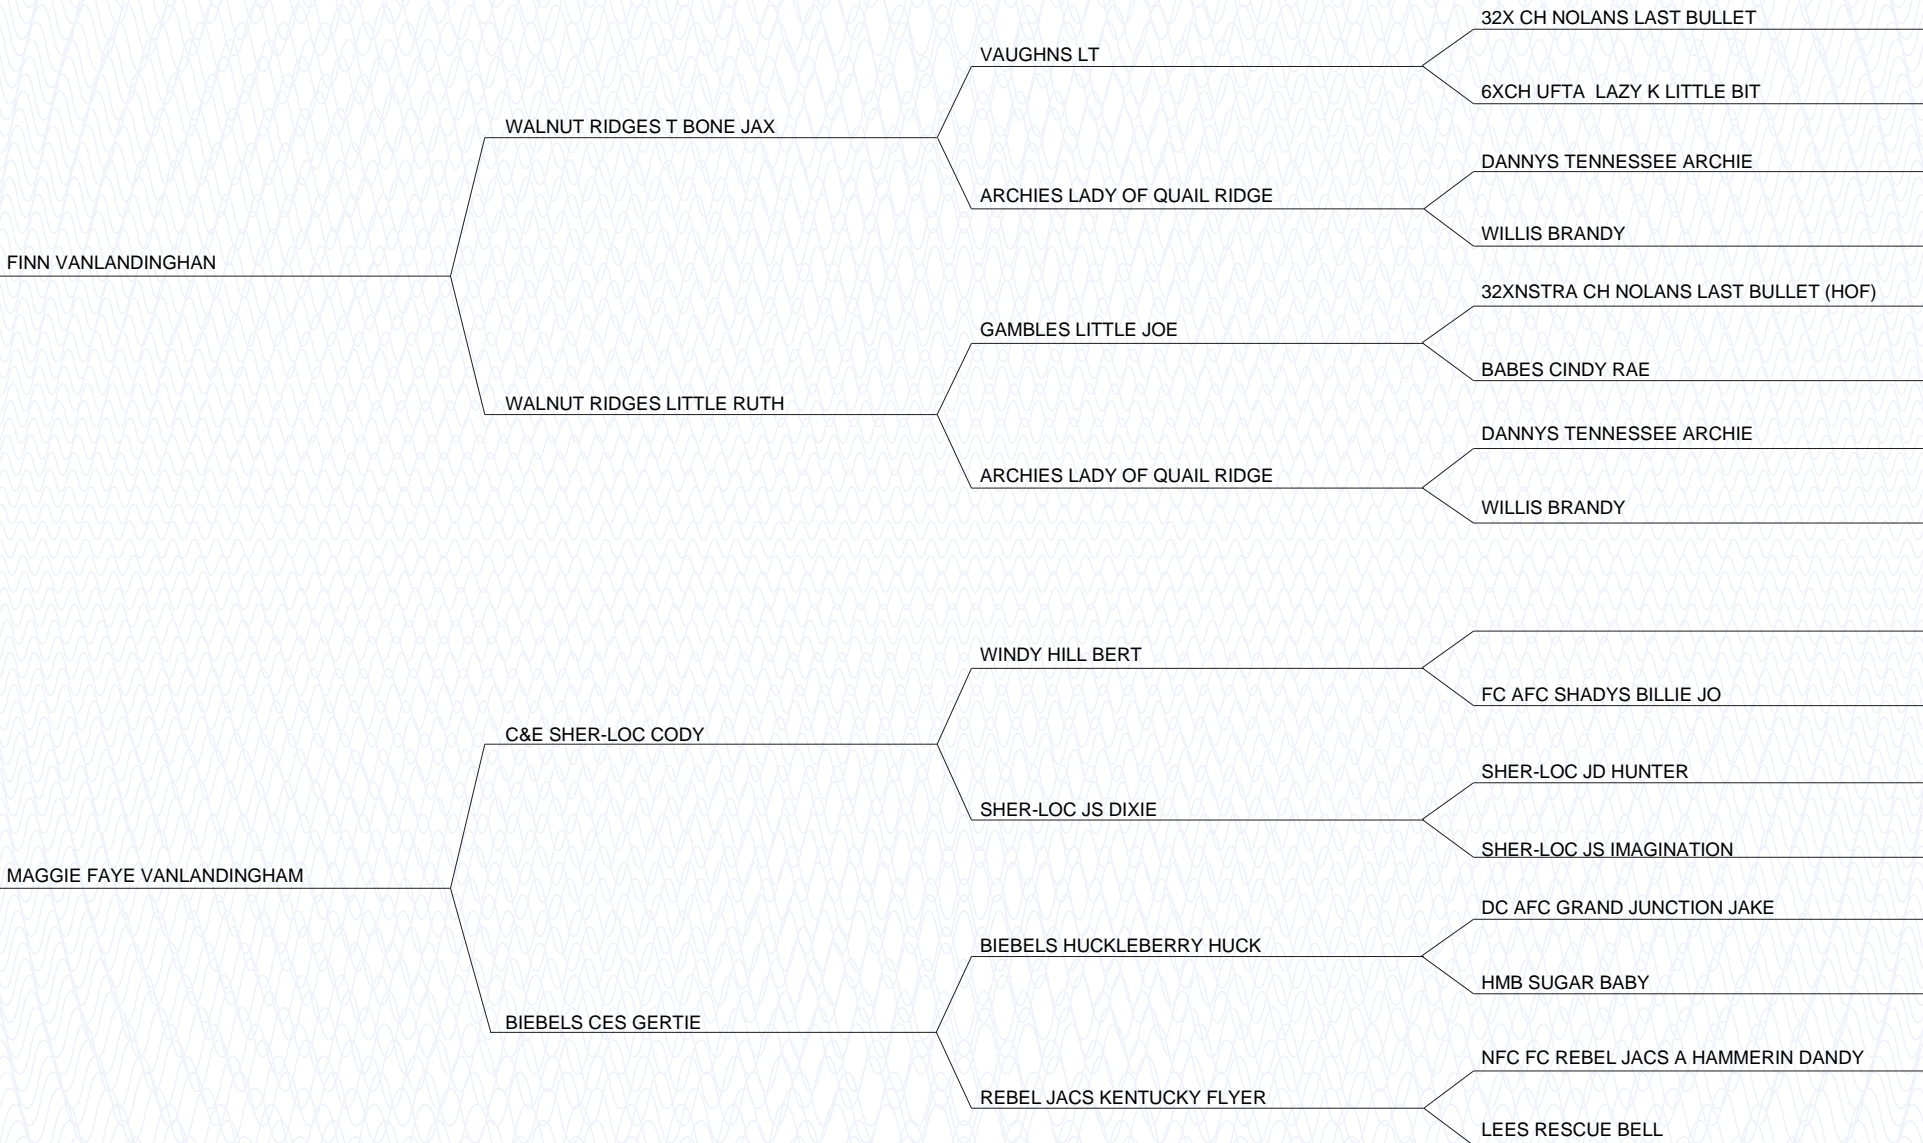 32X CH NOLANS LAST BULLET
VAUGHNS LT
6XCH UFTA  LAZY K LITTLE BIT
WALNUT RIDGES T BONE JAX
DANNYS TENNESSEE ARCHIE
ARCHIES LADY OF QUAIL RIDGE
WILLIS BRANDY
FINN VANLANDINGHAN
32XNSTRA CH NOLANS LAST BULLET (HOF)
GAMBLES LITTLE JOE
BABES CINDY RAE
WALNUT RIDGES LITTLE RUTH
DANNYS TENNESSEE ARCHIE
ARCHIES LADY OF QUAIL RIDGE
WILLIS BRANDY
WINDY HILL BERT
FC AFC SHADYS BILLIE JO
C&E SHER-LOC CODY
SHER-LOC JD HUNTER
SHER-LOC JS DIXIE
SHER-LOC JS IMAGINATION
MAGGIE FAYE VANLANDINGHAM
DC AFC GRAND JUNCTION JAKE
BIEBELS HUCKLEBERRY HUCK
HMB SUGAR BABY
BIEBELS CES GERTIE
NFC FC REBEL JACS A HAMMERIN DANDY
REBEL JACS KENTUCKY FLYER
LEES RESCUE BELL